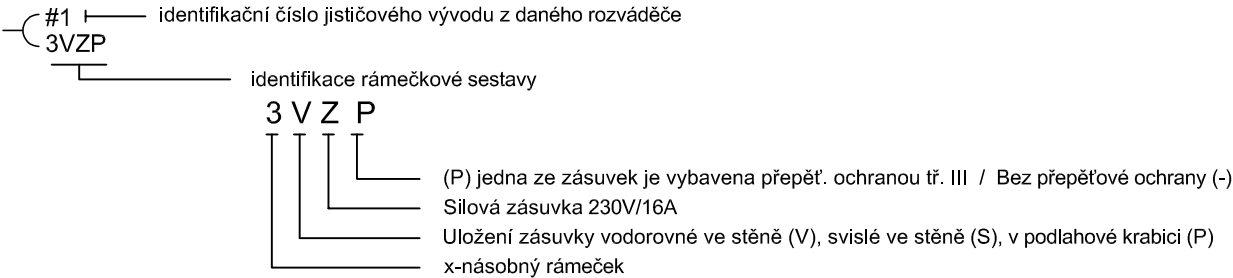 #1 identifikační číslo jističového vývodu z daného rozváděče
3VZP
identifikace rámečkové sestavy
3 V Z P
(P) jedna ze zásuvek je vybavena přepěť. ochranou tř. III / Bez přepěťové ochrany (-)
Silová zásuvka 230V/16A
Uložení zásuvky vodorovné ve stěně (V), svislé ve stěně (S), v podlahové krabici (P)
x-násobný rámeček